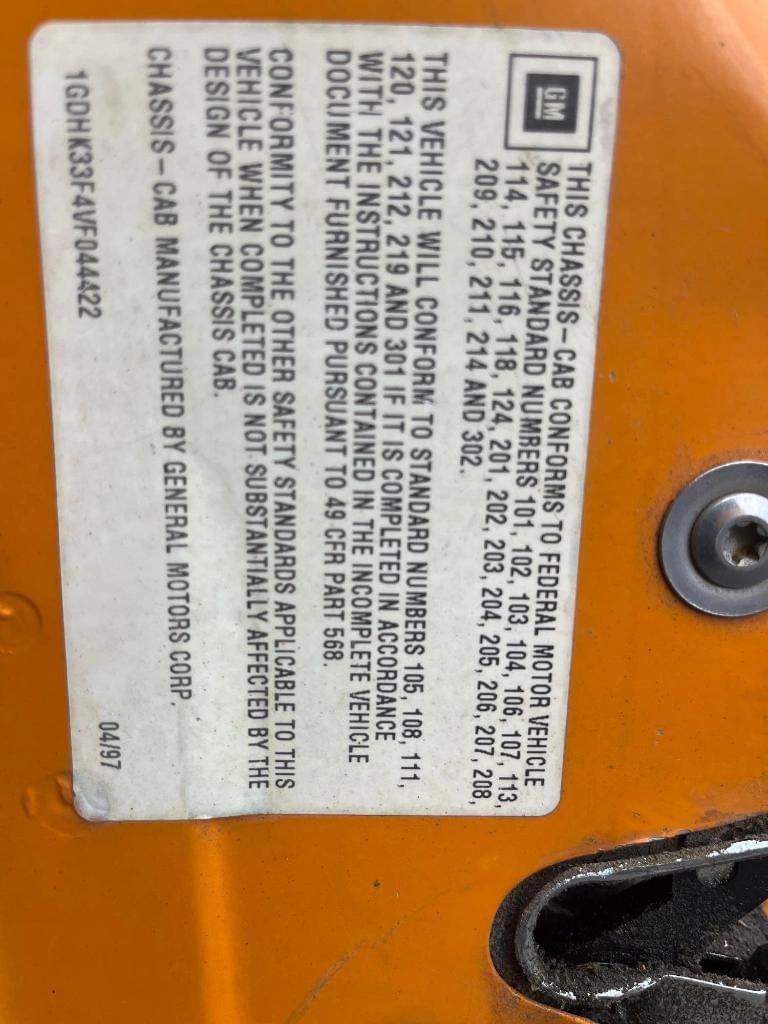 GM
THIS CHASSIS-CAB CONFORMS TO FEDERAL MOTOR VEHICLE
SAFETY STANDARD NUMBERS 101, 102, 103, 104, 106, 107, 113,
114, 115, 116, 118, 124, 201, 202, 203, 204, 205, 206, 207, 208,
209, 210, 211, 214 AND 302.
THIS VEHICLE WILL CONFORM TO STANDARD NUMBERS 105, 108, 111,
120, 121, 212, 219 AND 301 IF IT IS COMPLETED IN ACCORDANCE
WITH THE INSTRUCTIONS CONTAINED IN THE INCOMPLETE VEHICLE
DOCUMENT FURNISHED PURSUANT TO 49 CFR PART 568.
CONFORMITY TO THE OTHER SAFETY STANDARDS APPLICABLE TO THIS
VEHICLE WHEN COMPLETED IS NOT SUBSTANTIALLY AFFECTED BY THE
DESIGN OF THE CHASSIS CAB.
CHASSIS-CAB MANUFACTURED BY GENERAL MOTORS CORP.
1GDHK33F4VF044422 04/97